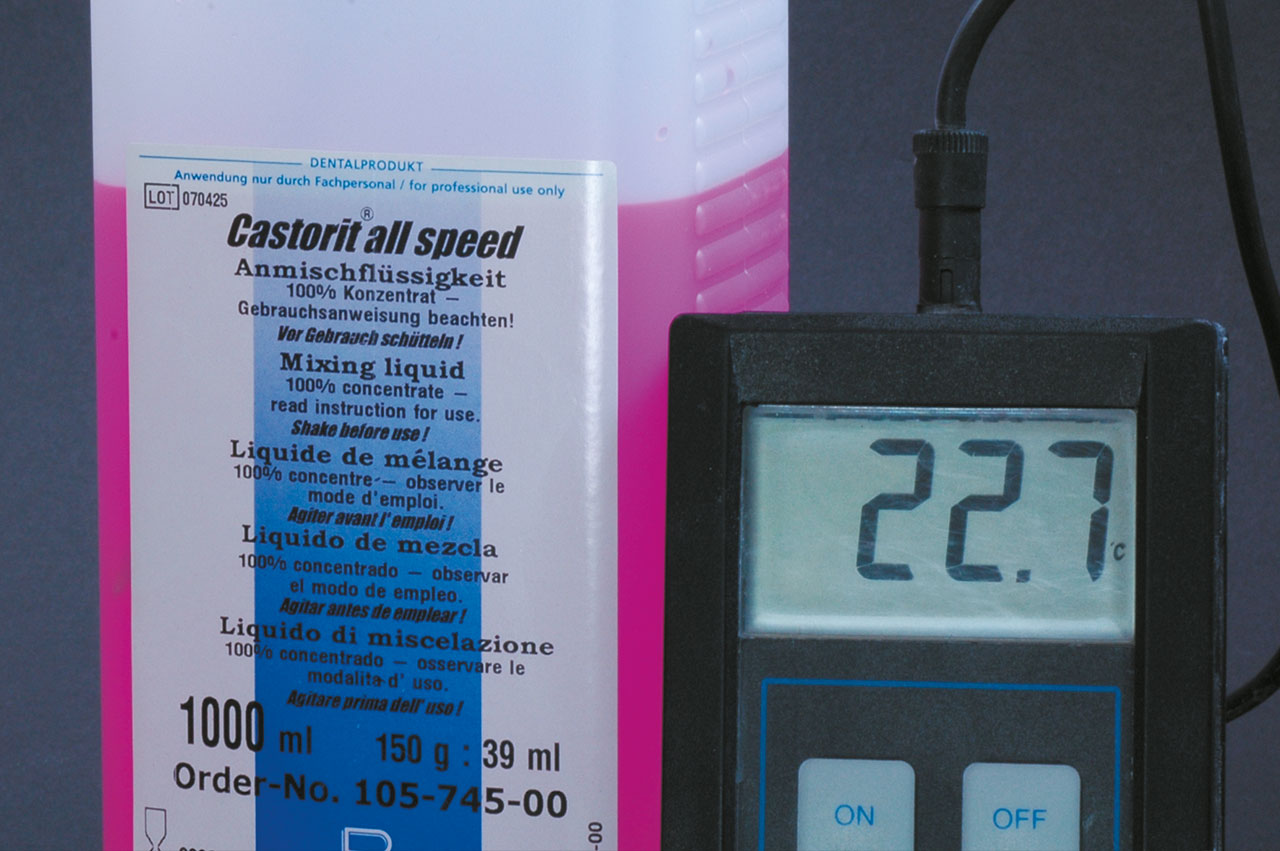 DENTALPRODUKT
Anwendung nur durch Fachpersonal / for professional use only
LOT 070425
Castorit® all speed
Anmischflüssigkeit
100% Konzentrat –
Gebrauchsanweisung beachten!
Vor Gebrauch schütteln!
Mixing liquid
100% concentrate –
read instruction for use.
Shake before use!
Liquide de mélange
100% concentre – observer le
mode d'emploi.
Agiter avant l'emploi!
Liquido de mezcla
100% concentrado – observar
el modo de empleo.
Agitar antes de emplear!
Liquido di miscelazione
100% concentrado – osservare le
modalita d' uso.
Agitare prima dell' uso!
1000 ml 150 g : 39 ml
Order-No. 105-745-00
-00
22.7 °C
ON OFF